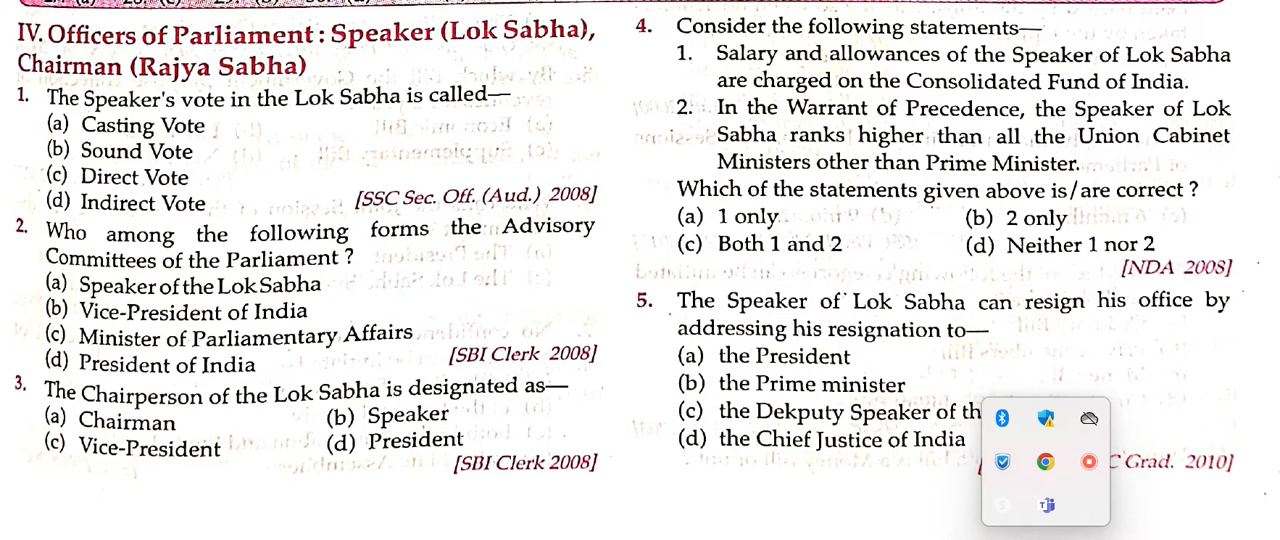 IV. Officers of Parliament : Speaker (Lok Sabha),
Chairman (Rajya Sabha)
1. The Speaker's vote in the Lok Sabha is called—
(a) Casting Vote
(b) Sound Vote
(c) Direct Vote
(d) Indirect Vote [SSC Sec. Off. (Aud.) 2008]
2. Who among the following forms the Advisory
Committees of the Parliament ?
(a) Speaker of the Lok Sabha
(b) Vice-President of India
(c) Minister of Parliamentary Affairs
(d) President of India [SBI Clerk 2008]
3. The Chairperson of the Lok Sabha is designated as—
(a) Chairman (b) Speaker
(c) Vice-President (d) President
[SBI Clerk 2008]
4. Consider the following statements—
1. Salary and allowances of the Speaker of Lok Sabha
are charged on the Consolidated Fund of India.
2. In the Warrant of Precedence, the Speaker of Lok
Sabha ranks higher than all the Union Cabinet
Ministers other than Prime Minister.
Which of the statements given above is/are correct ?
(a) 1 only (b) 2 only
(c) Both 1 and 2 (d) Neither 1 nor 2
[NDA 2008]
5. The Speaker of Lok Sabha can resign his office by
addressing his resignation to—
(a) the President
(b) the Prime minister
(c) the Dekputy Speaker of th
(d) the Chief Justice of India
C Grad. 2010]